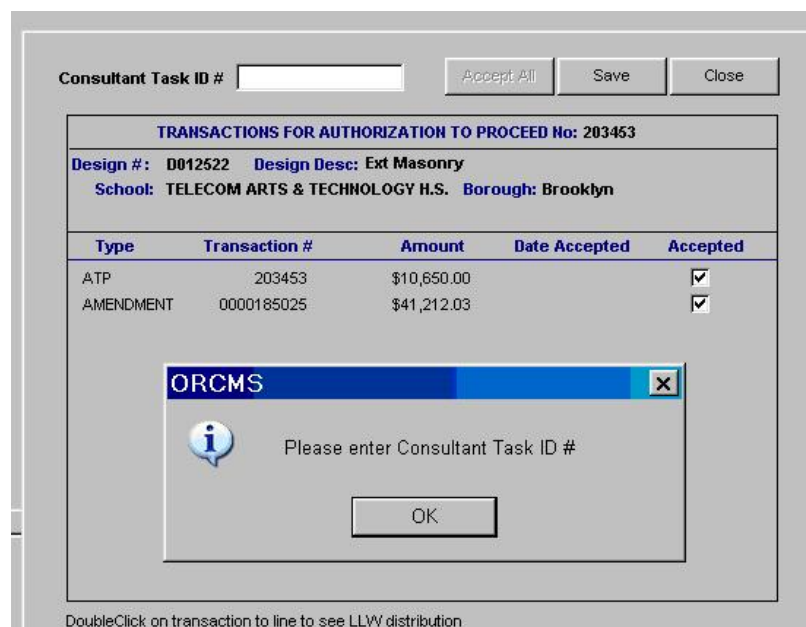 Consultant Task ID # Accept All Save Close
TRANSACTIONS FOR AUTHORIZATION TO PROCEED No: 203453
Design #: D012522 Design Desc: Ext Masonry
School: TELECOM ARTS & TECHNOLOGY H.S. Borough: Brooklyn
Type Transaction # Amount Date Accepted Accepted
ATP 203453 $10,650.00
AMENDMENT 0000185025 $41,212.03
ORCMS
Please enter Consultant Task ID #
OK
DoubleClick on transaction to line to see LLW distribution